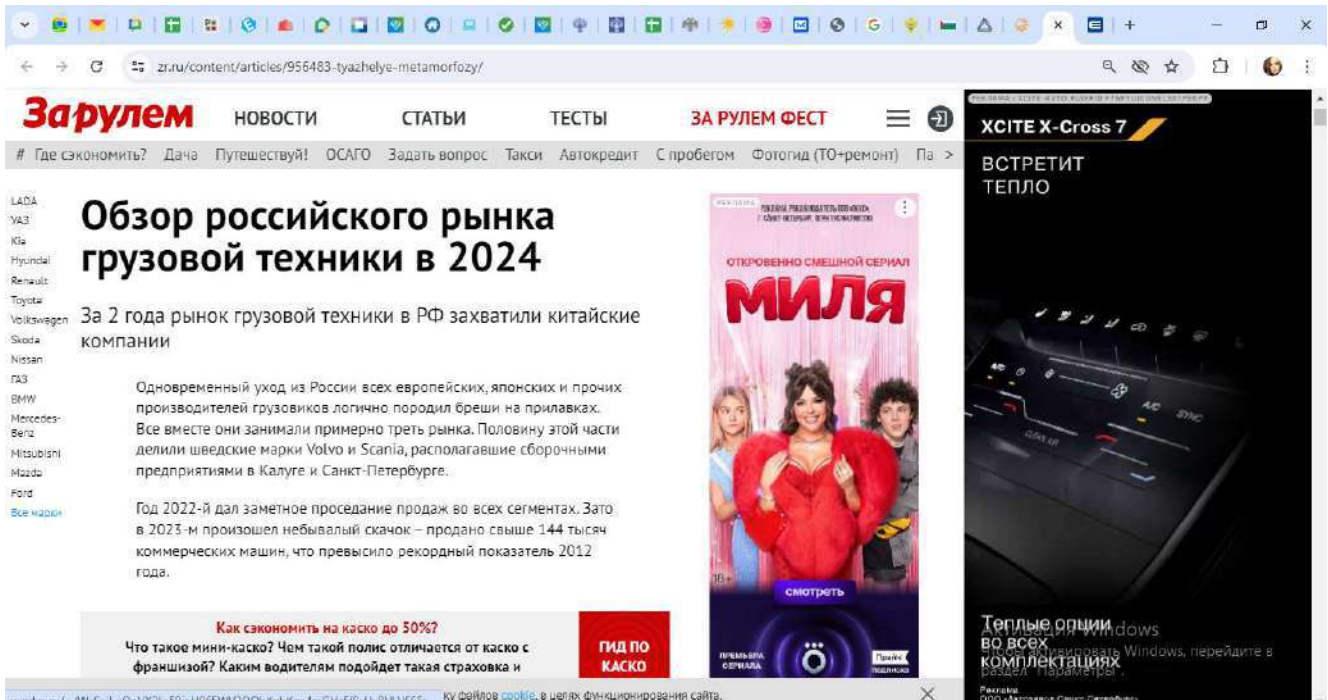 zr.ru/content/articles/956483-tyazhelye-metamorfozy/
За рулем
НОВОСТИ СТАТЬИ ТЕСТЫ ЗА РУЛЕМ ФЕСТ
# Где сэкономить? Дача Путешествуй! ОСАГО Задать вопрос Такси Автокредит С пробегом Фотогид (ТО+ремонт) Па >
LADA
УАЗ
Kia
Hyundai
Renault
Toyota
Volkswagen
Skoda
Nissan
ГАЗ
BMW
Mercedes-
Benz
Mitsubishi
Mazda
Ford
Все марки
Обзор российского рынка
грузовой техники в 2024
За 2 года рынок грузовой техники в РФ захватили китайские
компании
Одновременный уход из России всех европейских, японских и прочих
производителей грузовиков логично породил бреши на прилавках.
Все вместе они занимали примерно треть рынка. Половину этой части
делили шведские марки Volvo и Scania, располагавшие сборочными
предприятиями в Калуге и Санкт-Петербурге.
Год 2022-й дал заметное проседание продаж во всех сегментах. Зато
в 2023-м произошел небывалый скачок – продано свыше 144 тысяч
коммерческих машин, что превысило рекордный показатель 2012
года.
Как сэкономить на каско до 50%?
Что такое мини-каско? Чем такой полис отличается от каско с
франшизой? Каким водителям подойдет такая страховка и
ГИД ПО
КАСКО
ку файлов cookie, в целях функционирования сайта.
РЕКЛАМА
ОТКРОВЕННО СМЕШНОЙ СЕРИАЛ
МИЛЯ
18+
СМОТРЕТЬ
ПРЕМЬЕРА
СЕРИАЛА
подписка
XCITE X-Cross 7
ВСТРЕТИТ
ТЕПЛО
A/C
A/C SYNC
CLEAN AIR
Теплые опции
во всех
комплектациях
Активация Windows
Чтобы активировать Windows, перейдите в
раздел "Параметры".
Реклама